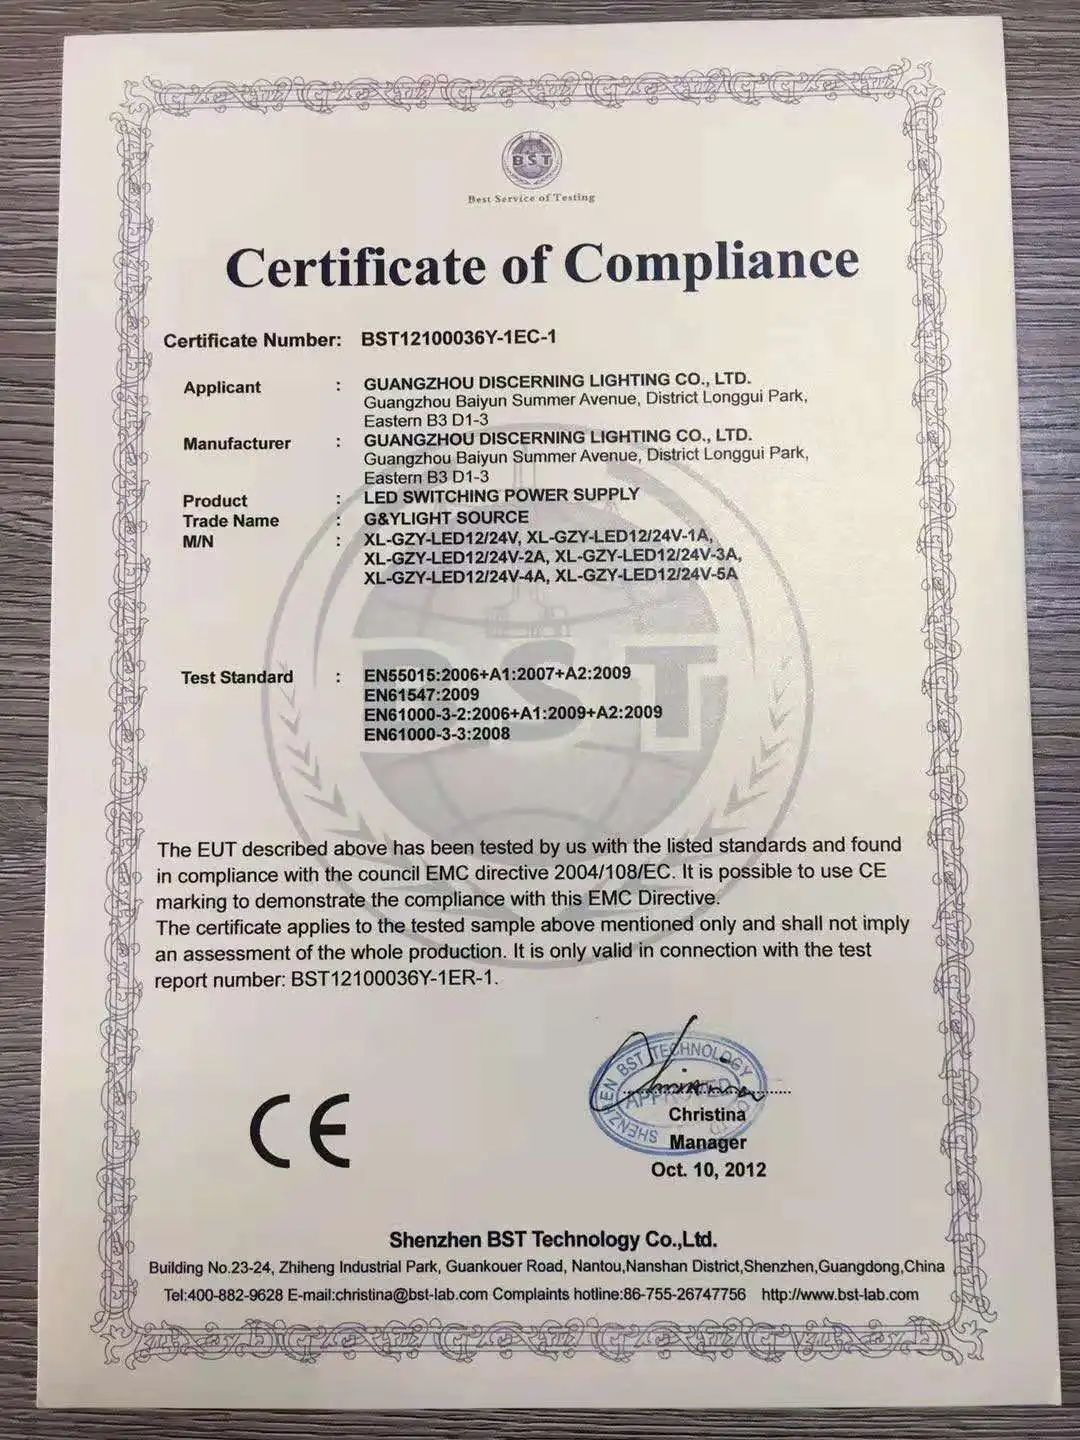 BST
Best Service of Testing
Certificate of Compliance
Certificate Number: BST12100036Y-1EC-1
Applicant : GUANGZHOU DISCERNING LIGHTING CO., LTD.
Guangzhou Baiyun Summer Avenue, District Longgui Park,
Eastern B3 D1-3
Manufacturer : GUANGZHOU DISCERNING LIGHTING CO., LTD.
Guangzhou Baiyun Summer Avenue, District Longgui Park,
Eastern B3 D1-3
Product : LED SWITCHING POWER SUPPLY
Trade Name : G&YLIGHT SOURCE
M/N : XL-GZY-LED12/24V, XL-GZY-LED12/24V-1A,
XL-GZY-LED12/24V-2A, XL-GZY-LED12/24V-3A,
XL-GZY-LED12/24V-4A, XL-GZY-LED12/24V-5A
BST
Test Standard : EN55015:2006+A1:2007+A2:2009
EN61547:2009
EN61000-3-2:2006+A1:2009+A2:2009
EN61000-3-3:2008
The EUT described above has been tested by us with the listed standards and found
in compliance with the council EMC directive 2004/108/EC. It is possible to use CE
marking to demonstrate the compliance with this EMC Directive.
The certificate applies to the tested sample above mentioned only and shall not imply
an assessment of the whole production. It is only valid in connection with the test
report number: BST12100036Y-1ER-1.
CE
SHENZHEN BST TECHNOLOGY CO., LTD
APPROVED
Christina
Manager
Oct. 10, 2012
Shenzhen BST Technology Co.,Ltd.
Building No.23-24, Zhiheng Industrial Park, Guankouer Road, Nantou,Nanshan District,Shenzhen,Guangdong,China
Tel:400-882-9628 E-mail:christina@bst-lab.com Complaints hotline:86-755-26747756 http://www.bst-lab.com